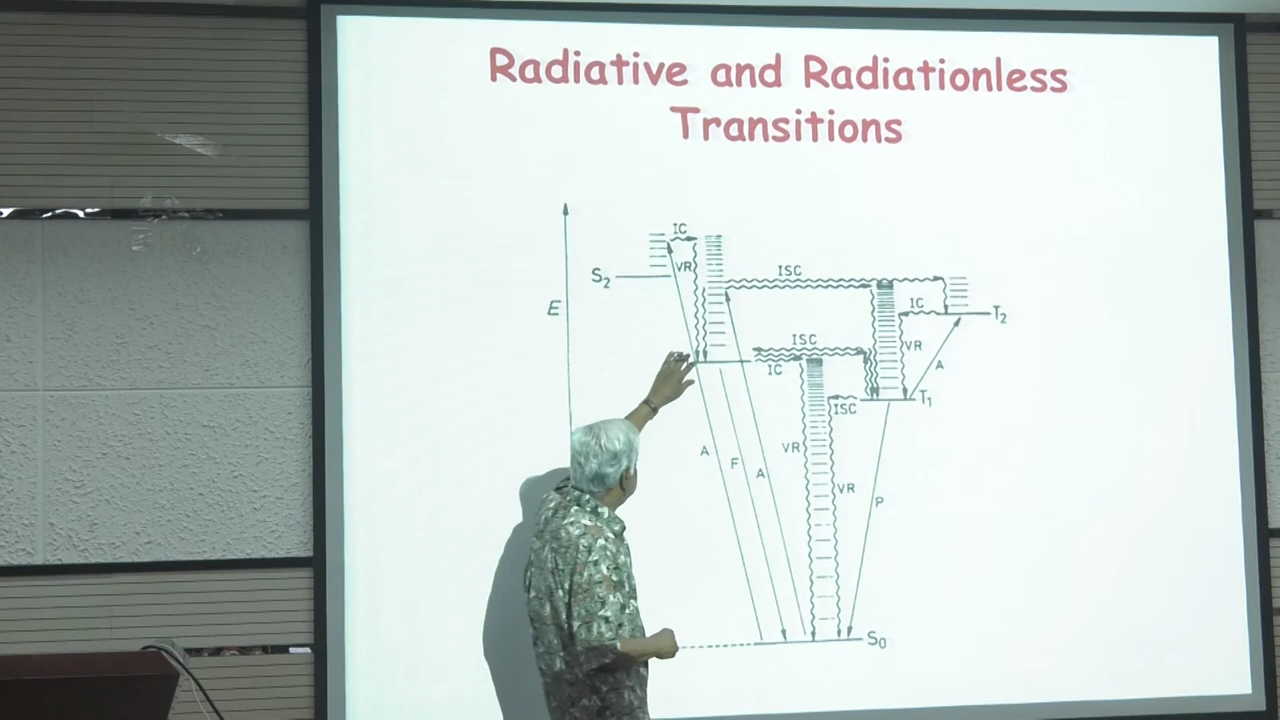 Radiative and Radiationless
Transitions
IC
S2
VR
ISC
E
IC
T2
ISC
VR
IC
A
T1
ISC
A
F
A
VR
VR
P
S0